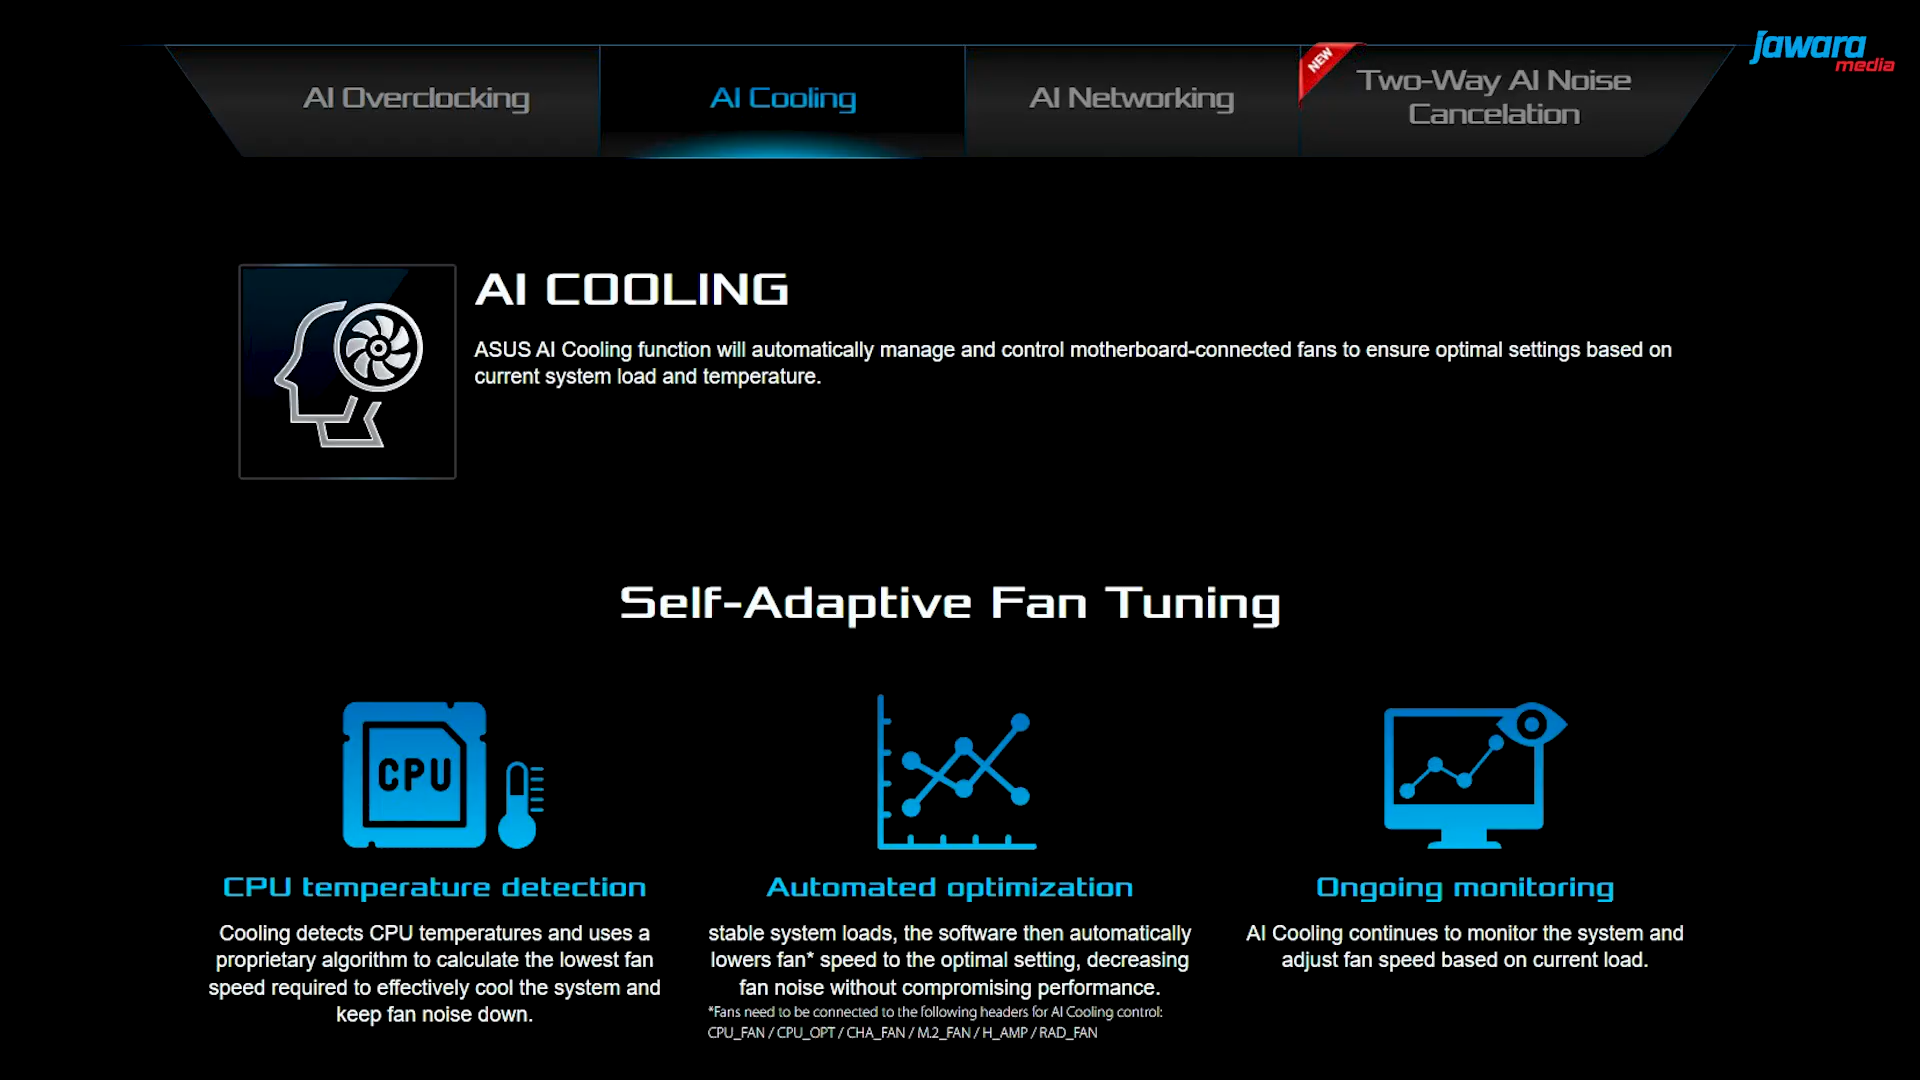 jawara
media
AI Overclocking
AI Cooling
AI Networking
NEW
Two-Way AI Noise
Cancelation
AI COOLING
ASUS AI Cooling function will automatically manage and control motherboard-connected fans to ensure optimal settings based on
current system load and temperature.
Self-Adaptive Fan Tuning
CPU
CPU temperature detection
Cooling detects CPU temperatures and uses a
proprietary algorithm to calculate the lowest fan
speed required to effectively cool the system and
keep fan noise down.
Automated optimization
stable system loads, the software then automatically
lowers fan* speed to the optimal setting, decreasing
fan noise without compromising performance.
*Fans need to be connected to the following headers for AI Cooling control:
CPU_FAN / CPU_OPT / CHA_FAN / M.2_FAN / H_AMP / RAD_FAN
Ongoing monitoring
AI Cooling continues to monitor the system and
adjust fan speed based on current load.